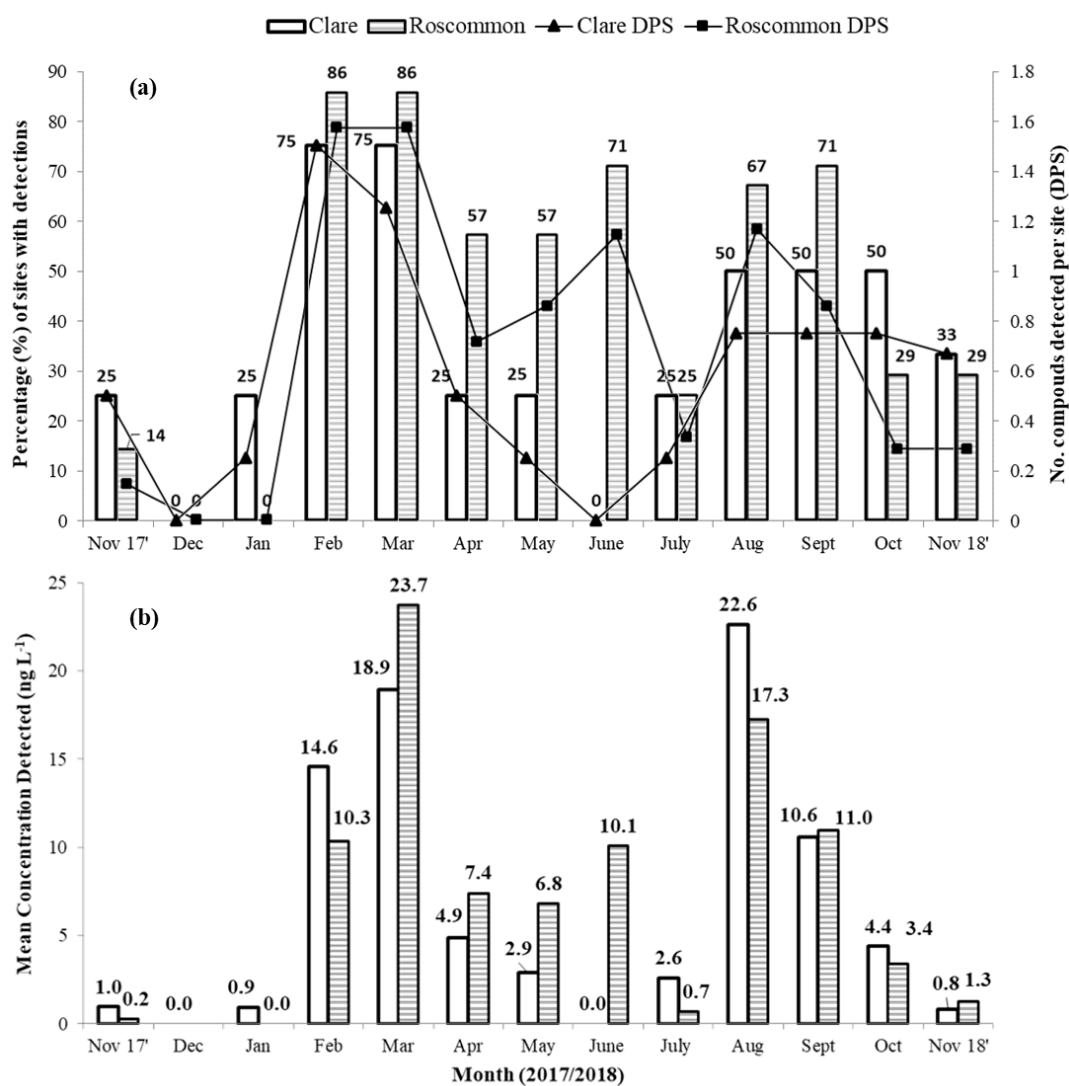 Clare Roscommon Clare DPS Roscommon DPS
(a)
Percentage (%) of sites with detections
No. compouds detected per site (DPS)
90
80
70
60
50
40
30
20
10
0
1.8
1.6
1.4
1.2
1
0.8
0.6
0.4
0.2
0
25 14 0 0 25 0 75 86 75 86 25 57 25 57 0 71 25 25 50 67 50 71 50 29 33 29
Nov 17' Dec Jan Feb Mar Apr May June July Aug Sept Oct Nov 18'
(b)
Mean Concentration Detected (ng L-1)
25
20
15
10
5
0
1.0 0.2 0.0 0.9 0.0 14.6 10.3 18.9 23.7 4.9 7.4 2.9 6.8 0.0 10.1 2.6 0.7 22.6 17.3 10.6 11.0 4.4 3.4 0.8 1.3
Nov 17' Dec Jan Feb Mar Apr May June July Aug Sept Oct Nov 18'
Month (2017/2018)